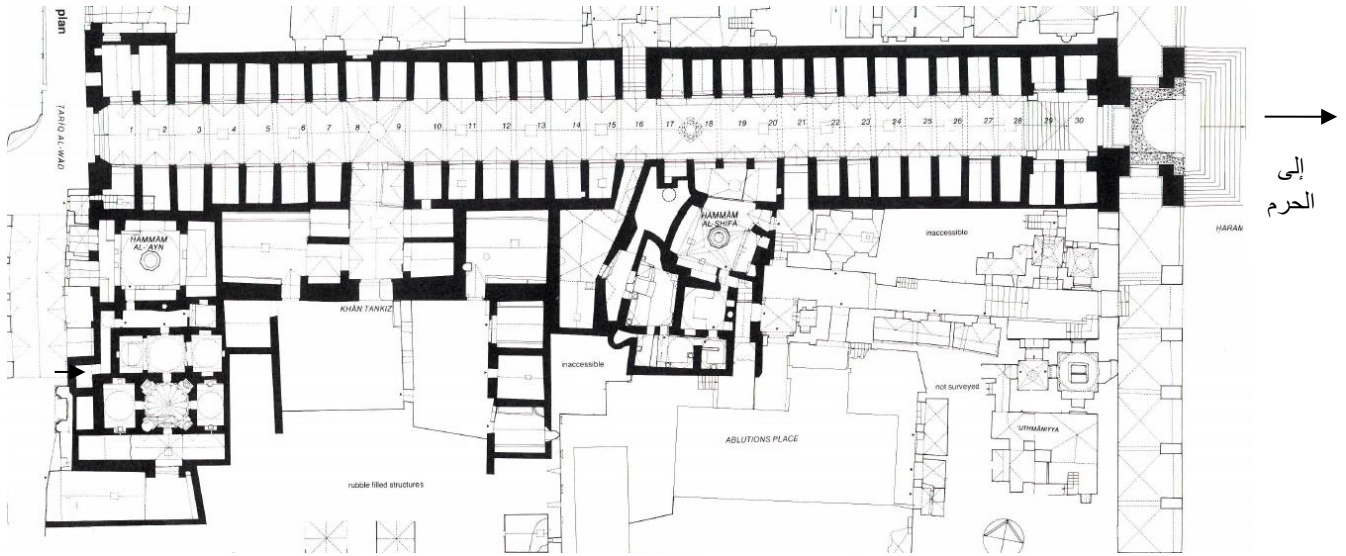 plan
TARIQ AL-WAD
1 2 3 4 5 6 7 8 9 10 11 12 13 14 15 16 17 18 19 20 21 22 23 24 25 26 27 28 29 30
إلى
الحرم
HARAM
HAMMAM
AL-'AYN
HAMMAM
AL-SHIFA'
inaccessible
KHAN TANKIZ
inaccessible
not surveyed
'UTHMANIYYA
ABLUTIONS PLACE
rubble filled structures